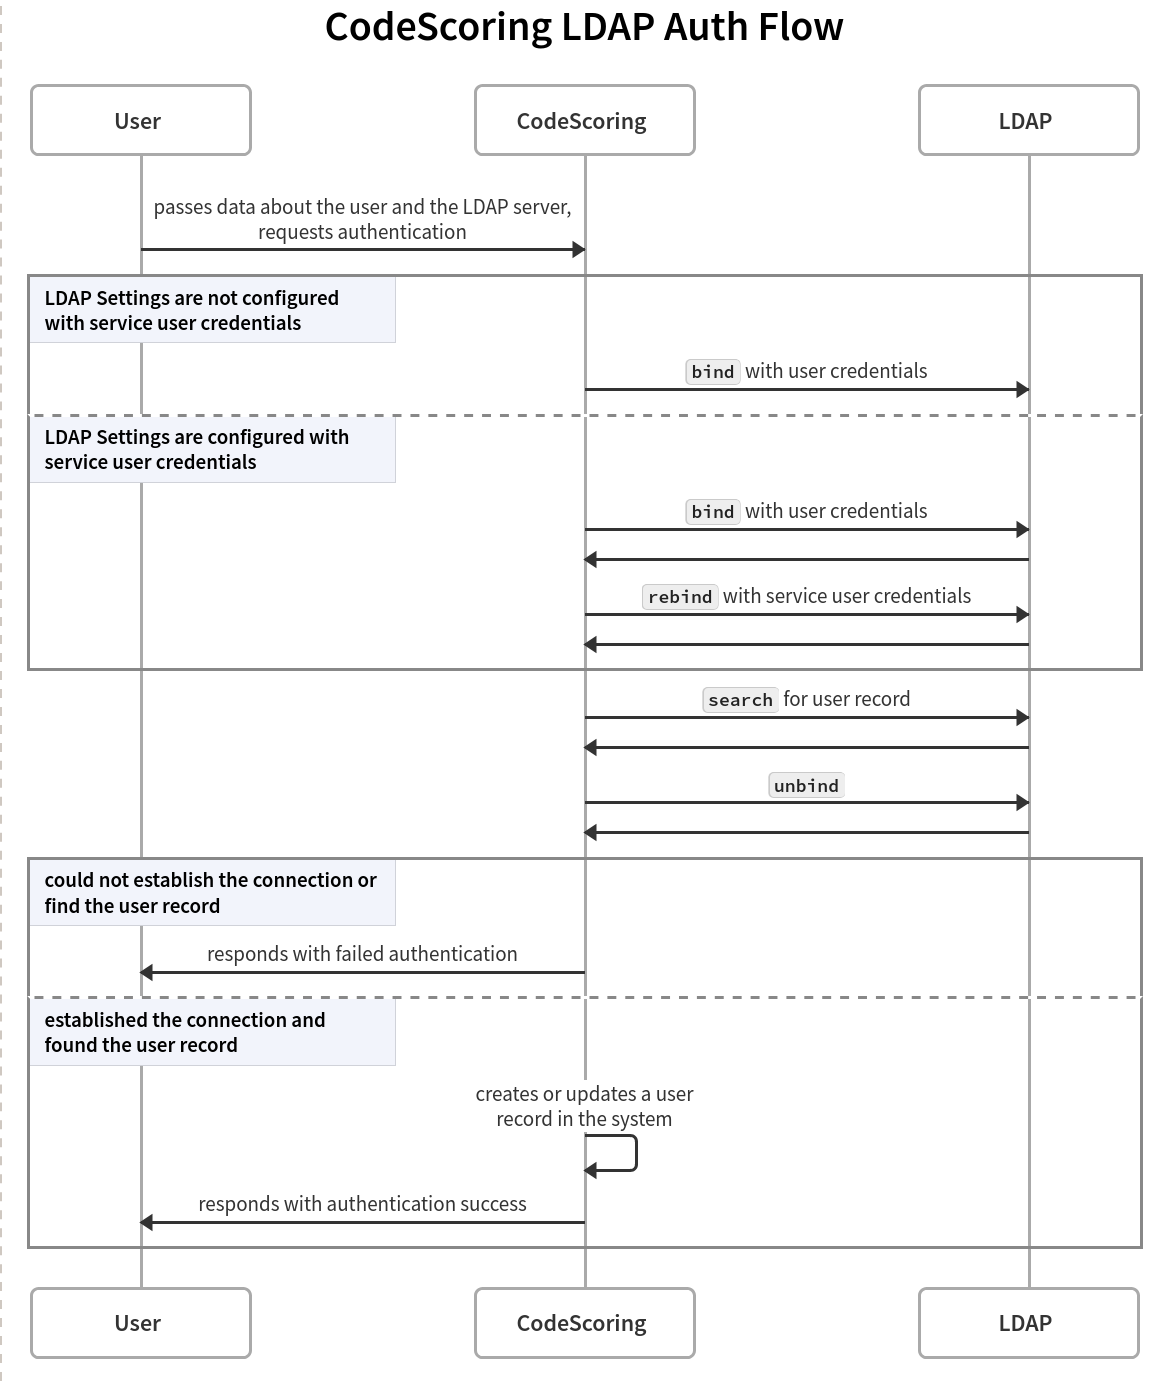 CodeScoring LDAP Auth Flow
User
CodeScoring
LDAP
passes data about the user and the LDAP server,
requests authentication
LDAP Settings are not configured
with service user credentials
bind with user credentials
LDAP Settings are configured with
service user credentials
bind with user credentials
rebind with service user credentials
search for user record
unbind
could not establish the connection or
find the user record
responds with failed authentication
established the connection and
found the user record
creates or updates a user
record in the system
responds with authentication success
User
CodeScoring
LDAP